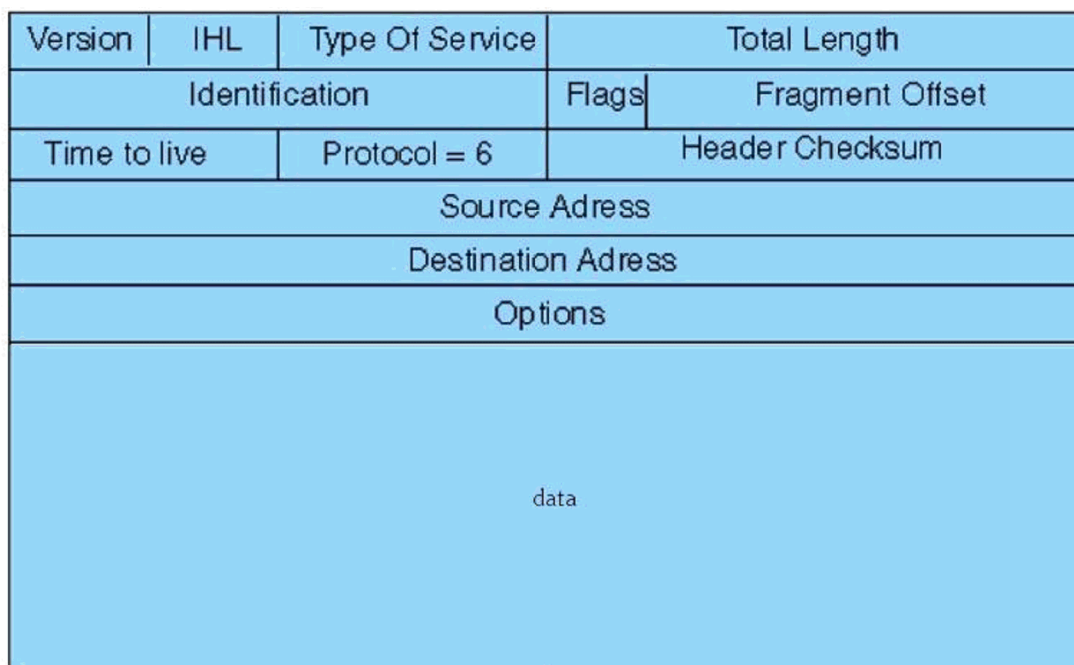 Version IHL Type Of Service Total Length
Identification Flags Fragment Offset
Time to live Protocol = 6 Header Checksum
Source Adress
Destination Adress
Options
data